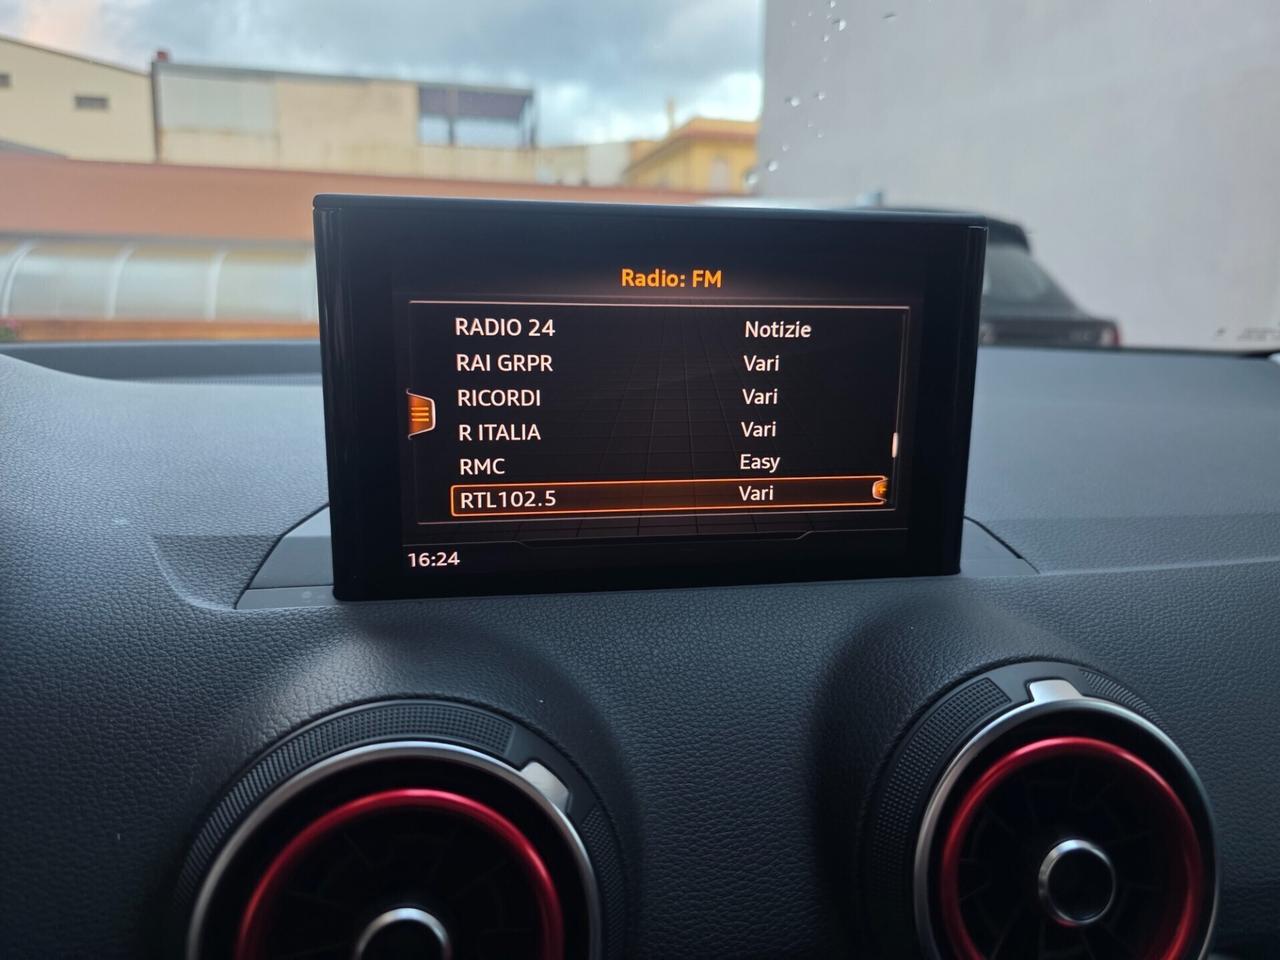 Radio: FM
RADIO 24 Notizie
RAI GRPR Vari
RICORDI Vari
R ITALIA Vari
RMC Easy
RTL102.5 Vari
16:24